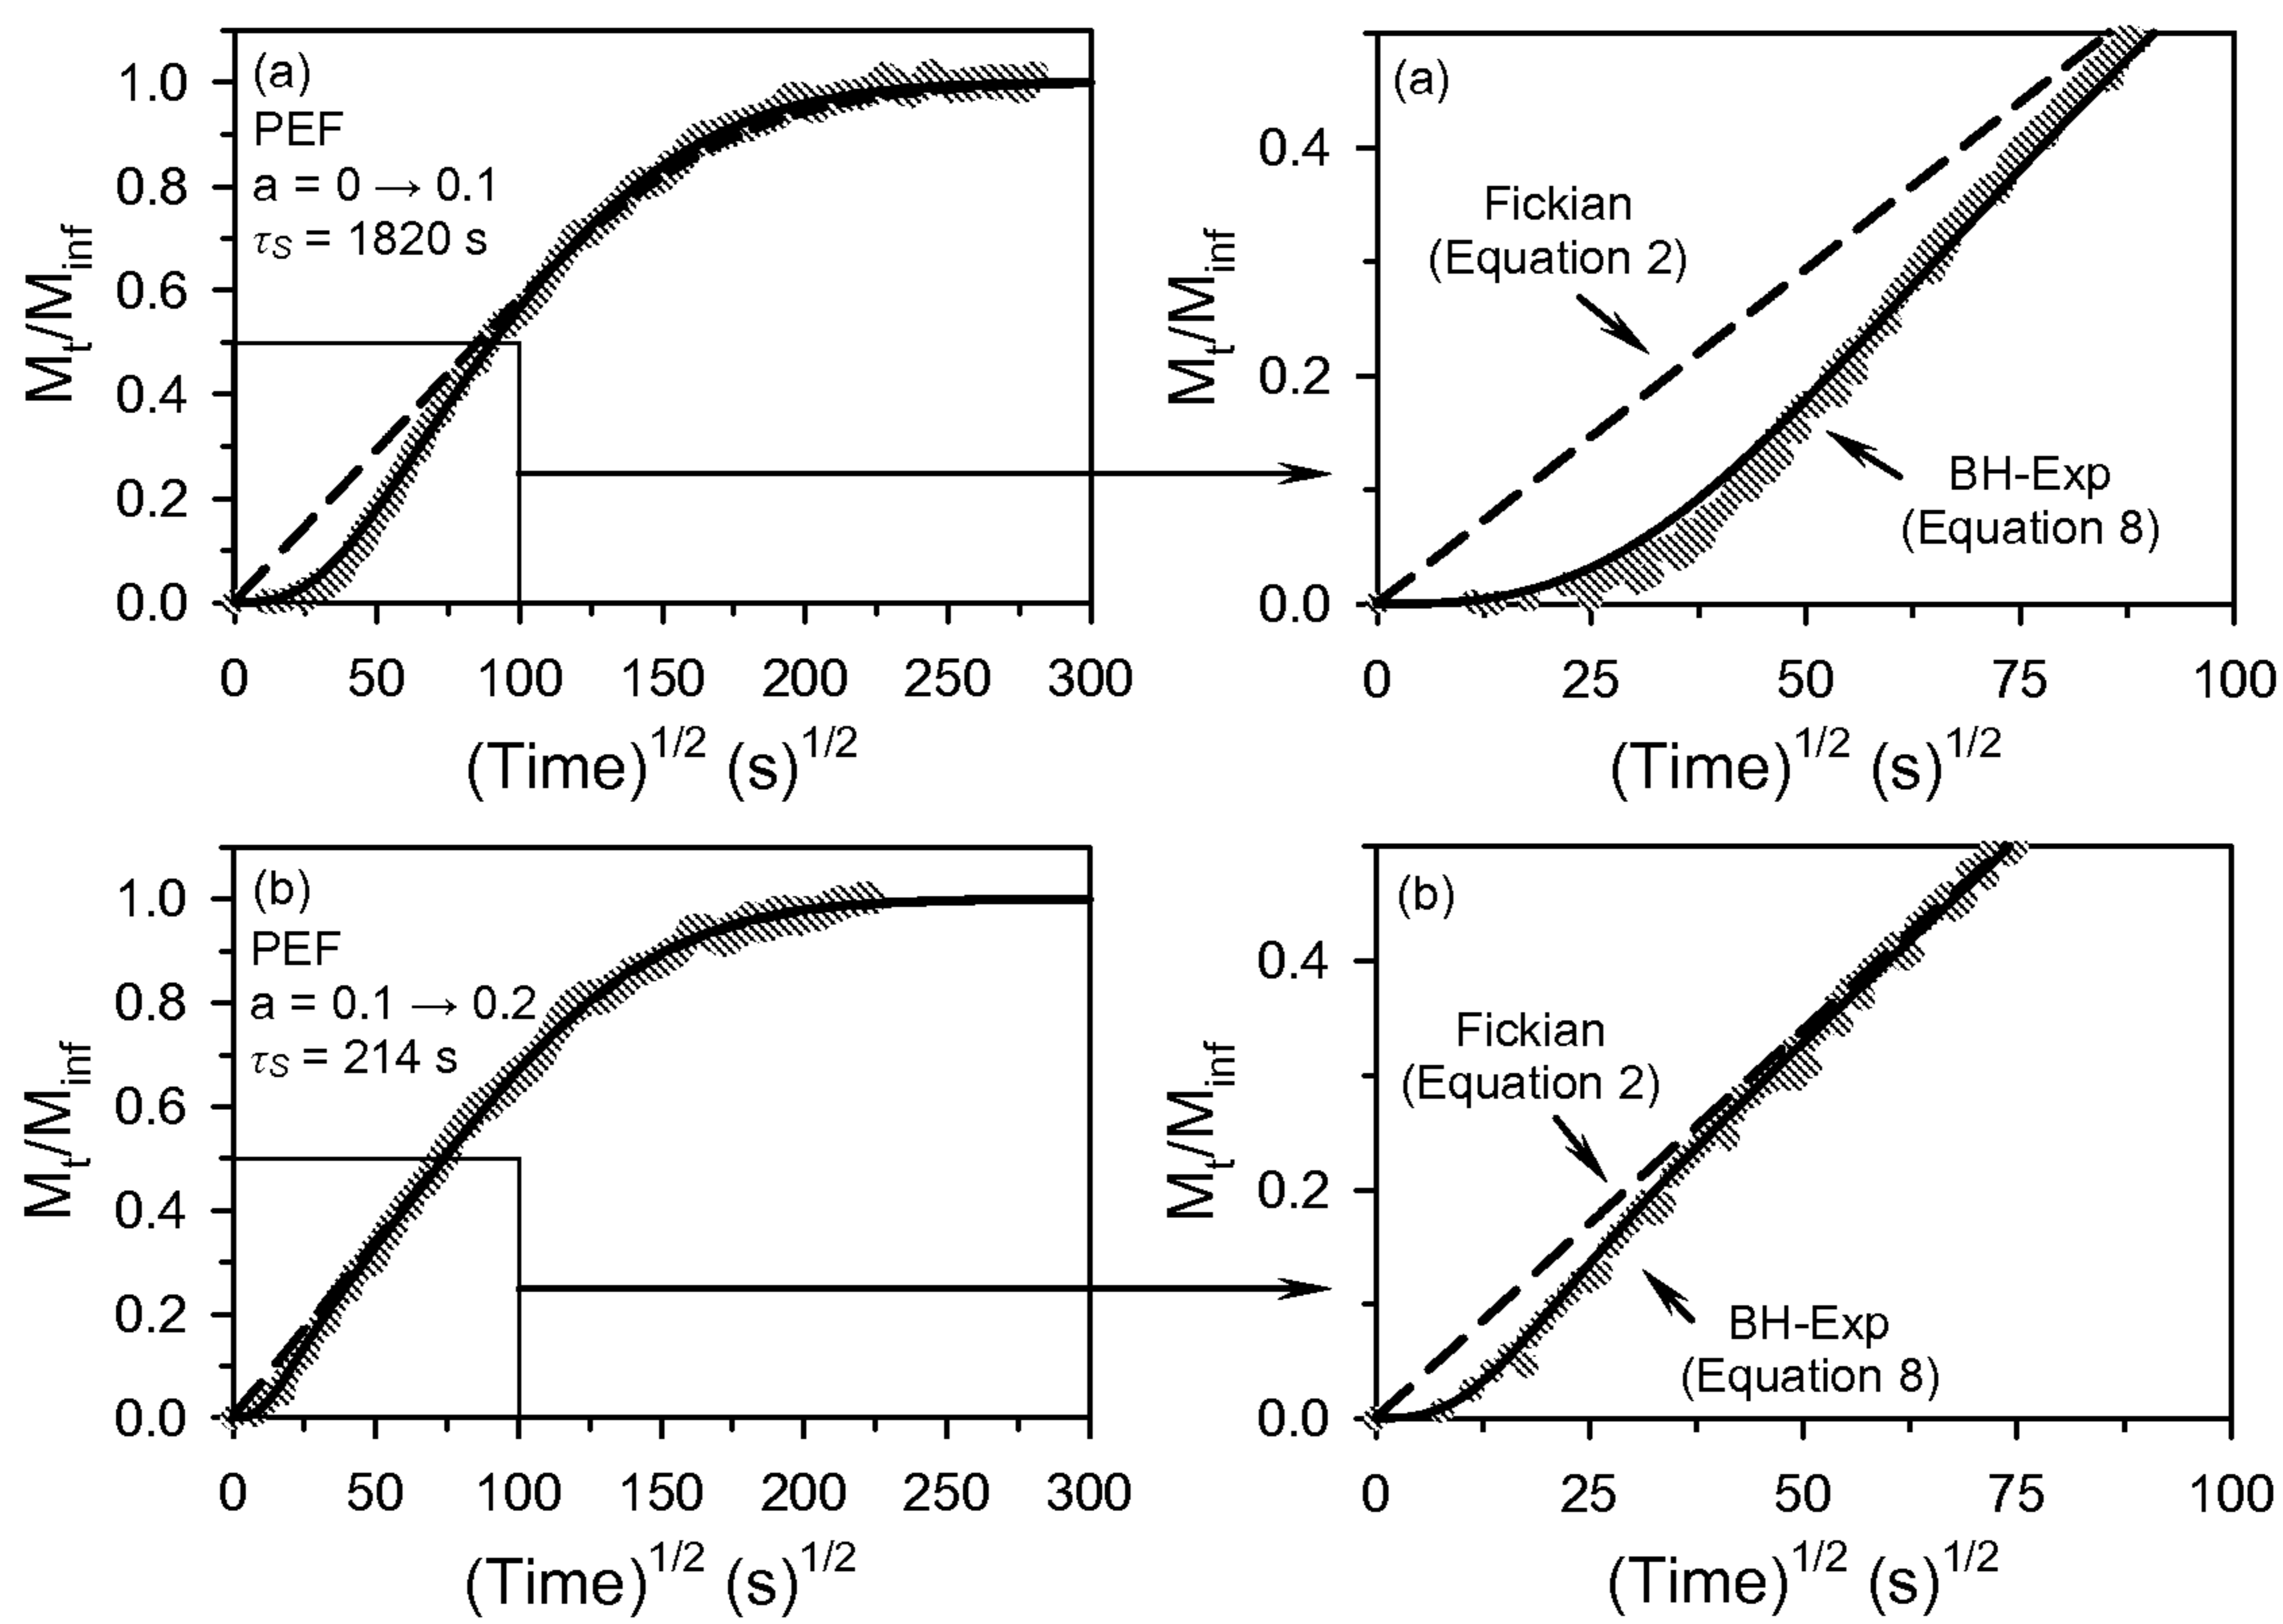 (a)
PEF
a = 0 → 0.1
τS = 1820 s
1.0
0.8
0.6
0.4
0.2
0.0
Mt/Minf
0 50 100 150 200 250 300
(Time)1/2 (s)1/2
(a)
Fickian
(Equation 2)
BH-Exp
(Equation 8)
0.4
0.2
0.0
Mt/Minf
0 25 50 75 100
(Time)1/2 (s)1/2
(b)
PEF
a = 0.1 → 0.2
τS = 214 s
1.0
0.8
0.6
0.4
0.2
0.0
Mt/Minf
0 50 100 150 200 250 300
(Time)1/2 (s)1/2
(b)
Fickian
(Equation 2)
BH-Exp
(Equation 8)
0.4
0.2
0.0
Mt/Minf
0 25 50 75 100
(Time)1/2 (s)1/2